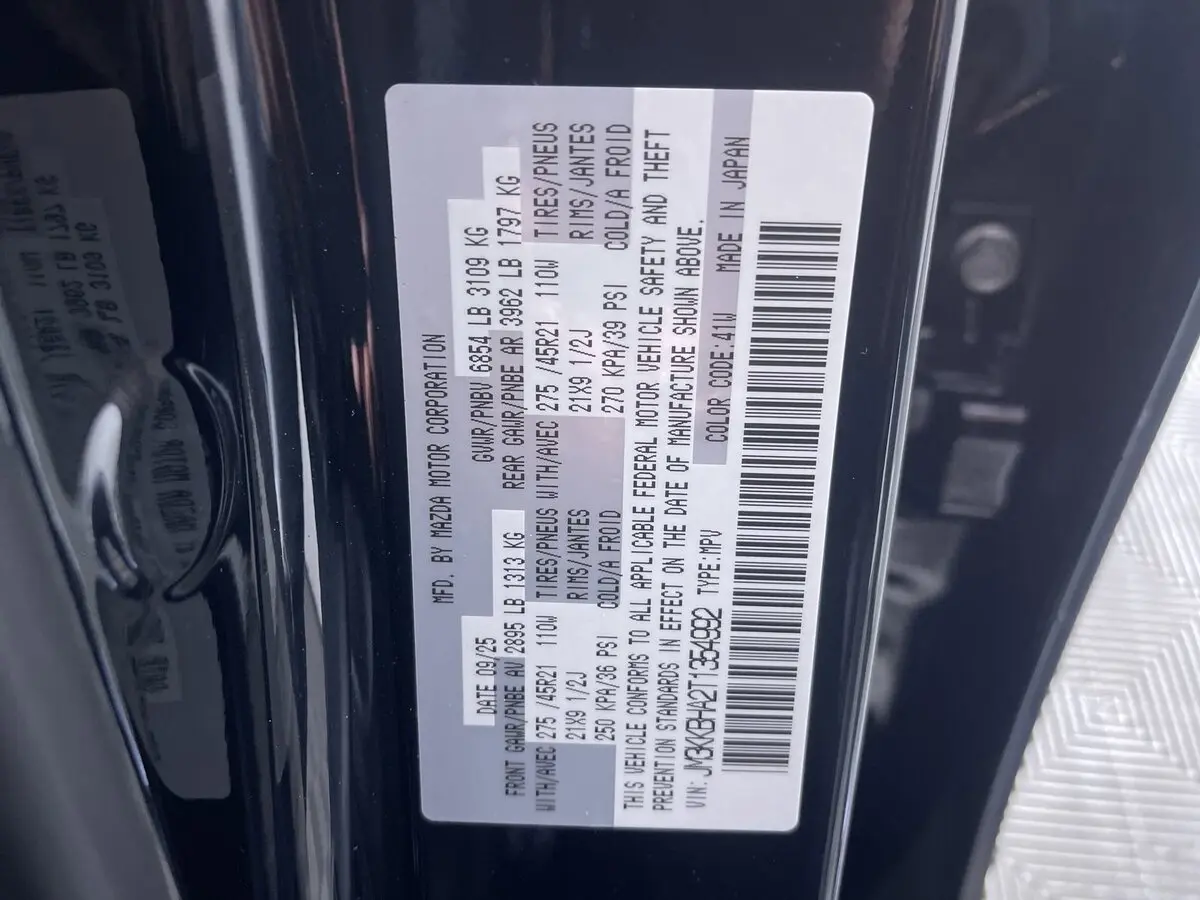 MFD. BY MAZDA MOTOR CORPORATION
DATE 09/25 GVWR/PNBV 6854 LB 3109 KG
FRONT GAWR/PNBE AV 2895 LB 1313 KG REAR GAWR/PNBE AR 3962 LB 1797 KG
WITH/AVEC 275 /45R21 110W TIRES/PNEUS WITH/AVEC 275 /45R21 110W TIRES/PNEUS
21X9 1/2J RIMS/JANTES 21X9 1/2J RIMS/JANTES
250 KPA/36 PSI COLD/A FROID 270 KPA/39 PSI COLD/A FROID
THIS VEHICLE CONFORMS TO ALL APPLICABLE FEDERAL MOTOR VEHICLE SAFETY AND THEFT
PREVENTION STANDARDS IN EFFECT ON THE DATE OF MANUFACTURE SHOWN ABOVE.
VIN: JM3KKBHA2T1354992 TYPE:MPV COLOR CODE:41W MADE IN JAPAN